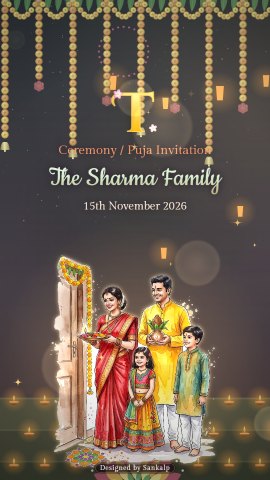 T
Ceremony / Puja Invitation
The Sharma Family
15th November 2026
Designed by Sankalp